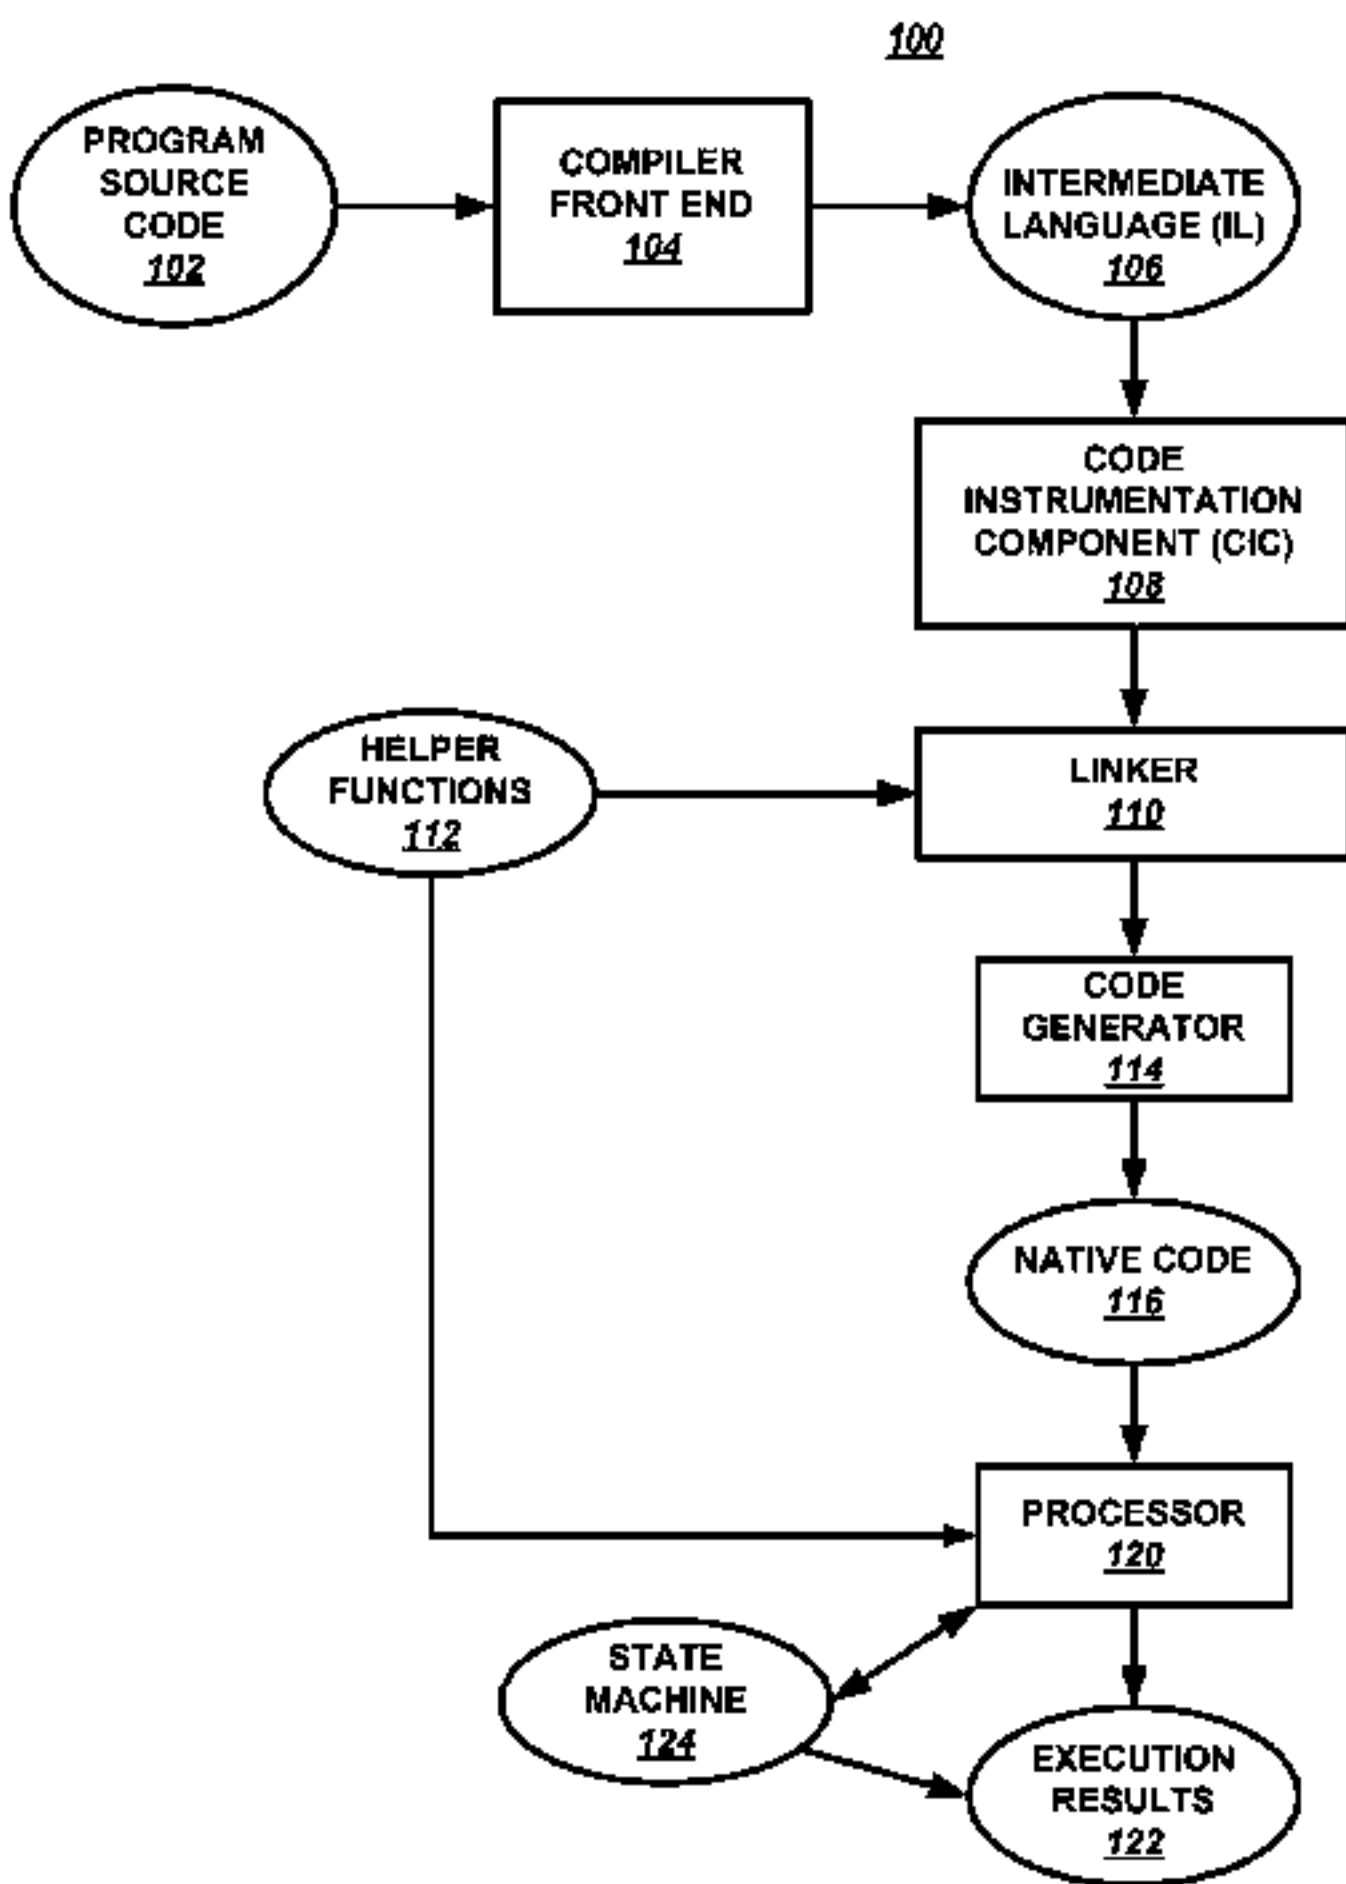 100
PROGRAM
SOURCE
CODE
102
COMPILER
FRONT END
104
INTERMEDIATE
LANGUAGE (IL)
106
CODE
INSTRUMENTATION
COMPONENT (CIC)
108
HELPER
FUNCTIONS
112
LINKER
110
CODE
GENERATOR
114
NATIVE CODE
116
PROCESSOR
120
STATE
MACHINE
124
EXECUTION
RESULTS
122